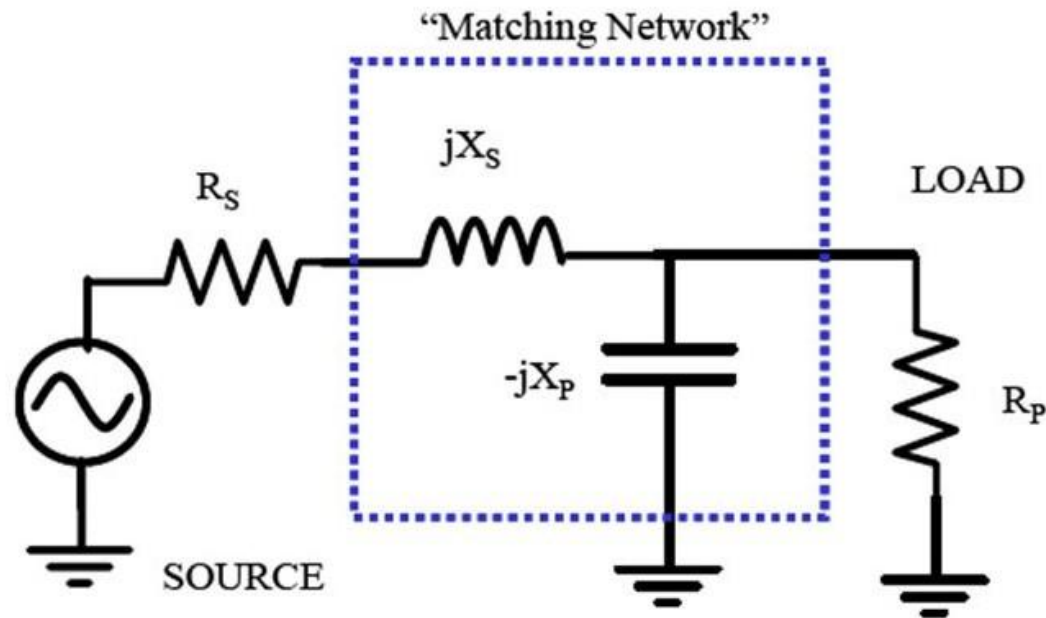 “Matching Network”
jX_S
R_S
LOAD
-jX_P
R_P
SOURCE